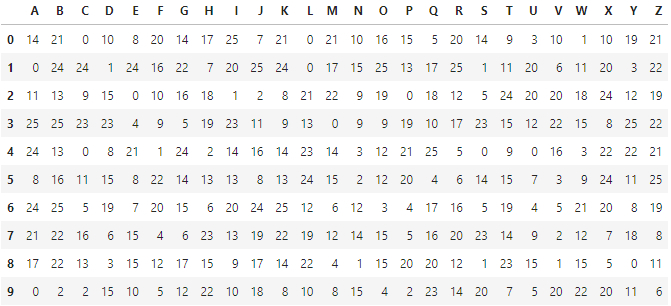 A B C D E F G H I J K L M N O P Q R S T U V W X Y Z
0 14 21 0 10 8 20 14 17 25 7 21 0 21 10 16 15 5 20 14 9 3 10 1 10 19 21
1 0 24 24 1 24 16 22 7 20 25 24 0 17 15 25 13 17 25 1 11 20 6 11 20 3 22
2 11 13 9 15 0 10 16 18 1 2 8 21 22 9 19 0 18 12 5 24 20 20 18 24 12 19
3 25 25 23 23 4 9 5 19 23 11 9 13 0 9 9 19 10 17 23 15 12 22 15 8 25 22
4 24 13 0 8 21 1 24 2 14 16 14 23 14 3 12 21 25 5 0 9 0 16 3 22 22 21
5 8 16 11 15 8 22 14 13 13 8 13 24 15 2 12 20 4 6 14 15 7 3 9 24 11 25
6 24 25 5 19 7 20 15 6 20 24 25 12 6 12 3 4 17 16 5 19 4 5 21 20 8 19
7 21 22 16 6 15 4 6 23 13 19 22 19 12 14 15 5 16 20 23 14 9 2 12 7 18 8
8 17 22 13 3 15 12 17 15 9 17 14 22 4 1 15 20 20 12 1 23 15 1 15 5 0 11
9 0 2 2 15 10 5 12 22 10 18 8 10 8 15 4 2 23 14 20 7 5 20 22 20 11 6